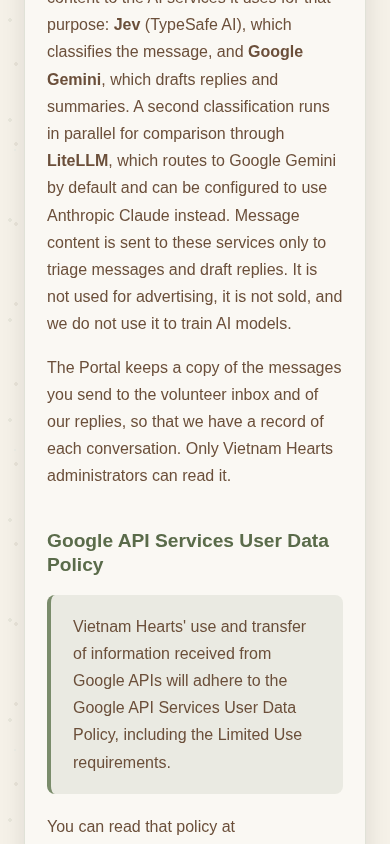 content to the AI services it uses for that
purpose: Jev (TypeSafe AI), which
classifies the message, and Google
Gemini, which drafts replies and
summaries. A second classification runs
in parallel for comparison through
LiteLLM, which routes to Google Gemini
by default and can be configured to use
Anthropic Claude instead. Message
content is sent to these services only to
triage messages and draft replies. It is
not used for advertising, it is not sold, and
we do not use it to train AI models.
The Portal keeps a copy of the messages
you send to the volunteer inbox and of
our replies, so that we have a record of
each conversation. Only Vietnam Hearts
administrators can read it.
Google API Services User Data
Policy
Vietnam Hearts' use and transfer
of information received from
Google APIs will adhere to the
Google API Services User Data
Policy, including the Limited Use
requirements.
You can read that policy at